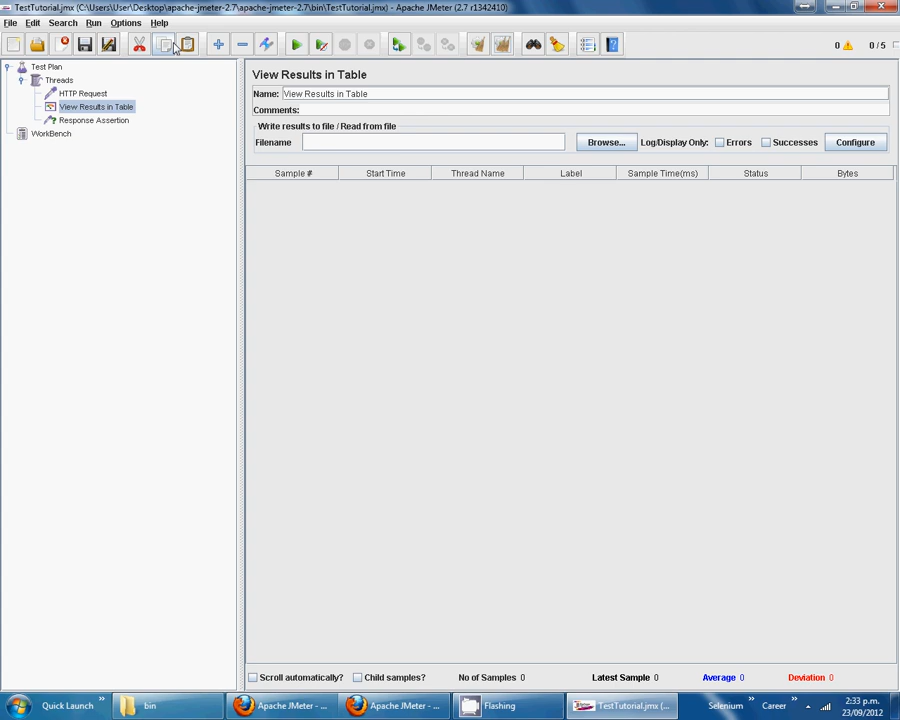 TestTutorial.jmx (C:\Users\User\Desktop\apache-jmeter-2.7\apache-jmeter-2.7\bin\TestTutorial.jmx) - Apache JMeter (2.7 r1342410)
File Edit Search Run Options Help
0 0 / 5
Test Plan
Threads
HTTP Request
View Results in Table
Response Assertion
WorkBench
View Results in Table
Name: View Results in Table
Comments:
Write results to file / Read from file
Filename Browse... Log/Display Only: Errors Successes Configure
Sample # Start Time Thread Name Label Sample Time(ms) Status Bytes
Scroll automatically? Child samples? No of Samples 0 Latest Sample 0 Average 0 Deviation 0
Quick Launch » bin Apache JMeter - ... Apache JMeter - ... Flashing TestTutorial.jmx (... Selenium » Career » 2:33 p.m.
23/09/2012